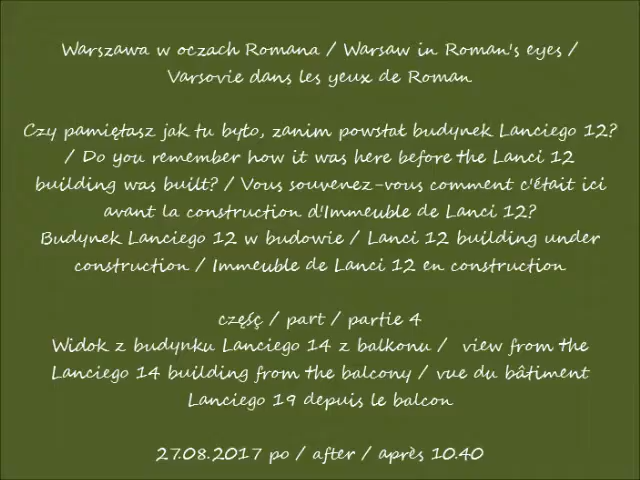 Warszawa w oczach Romana / Warsaw in Roman's eyes /
Varsovie dans les yeux de Roman
Czy pamiętasz jak tu było, zanim powstał budynek Lanciego 12?
/ Do you remember how it was here before the Lanci 12
building was built? / Vous souvenez-vous comment c'était ici
avant la construction d'Immeuble de Lanci 12?
Budynek Lanciego 12 w budowie / Lanci 12 building under
construction / Immeuble de Lanci 12 en construction
częśç / part / partie 4
Widok z budynku Lanciego 14 z balkonu / view from the
Lanciego 14 building from the balcony / vue du bâtiment
Lanciego 19 depuis le balcon
27.08.2017 po / after / après 10.40